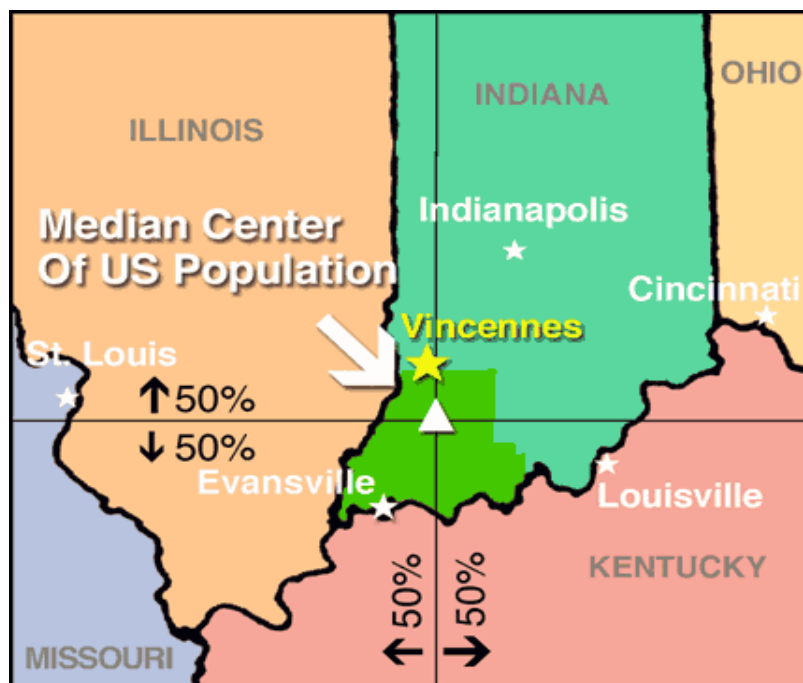 OHIO
INDIANA
ILLINOIS
Median Center
Of US Population
Indianapolis
Cincinnati
Vincennes
St. Louis
↑50%
↓50%
Evansville
Louisville
KENTUCKY
←50%
50%→
MISSOURI